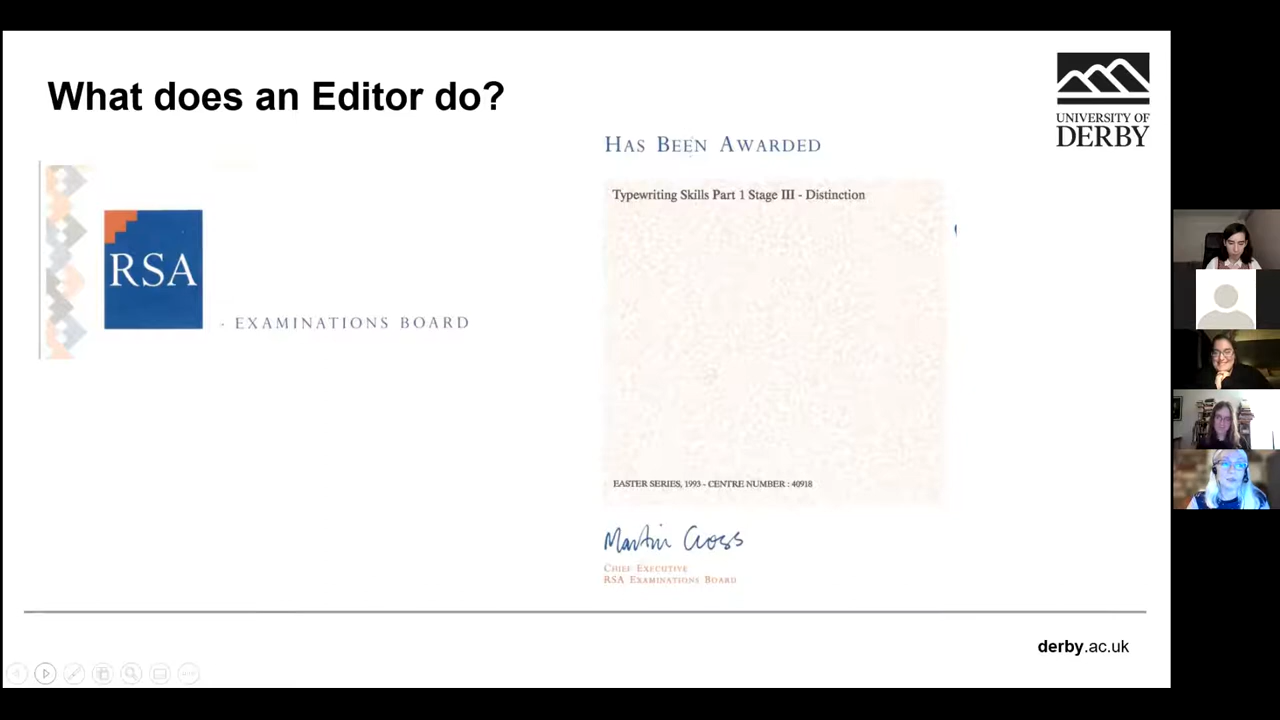 What does an Editor do?
UNIVERSITY OF
DERBY
RSA
- EXAMINATIONS BOARD
HAS BEEN AWARDED
Typewriting Skills Part 1 Stage III - Distinction
EASTER SERIES, 1993 - CENTRE NUMBER : 40918
Martin Cross
CHIEF EXECUTIVE
RSA EXAMINATIONS BOARD
derby.ac.uk